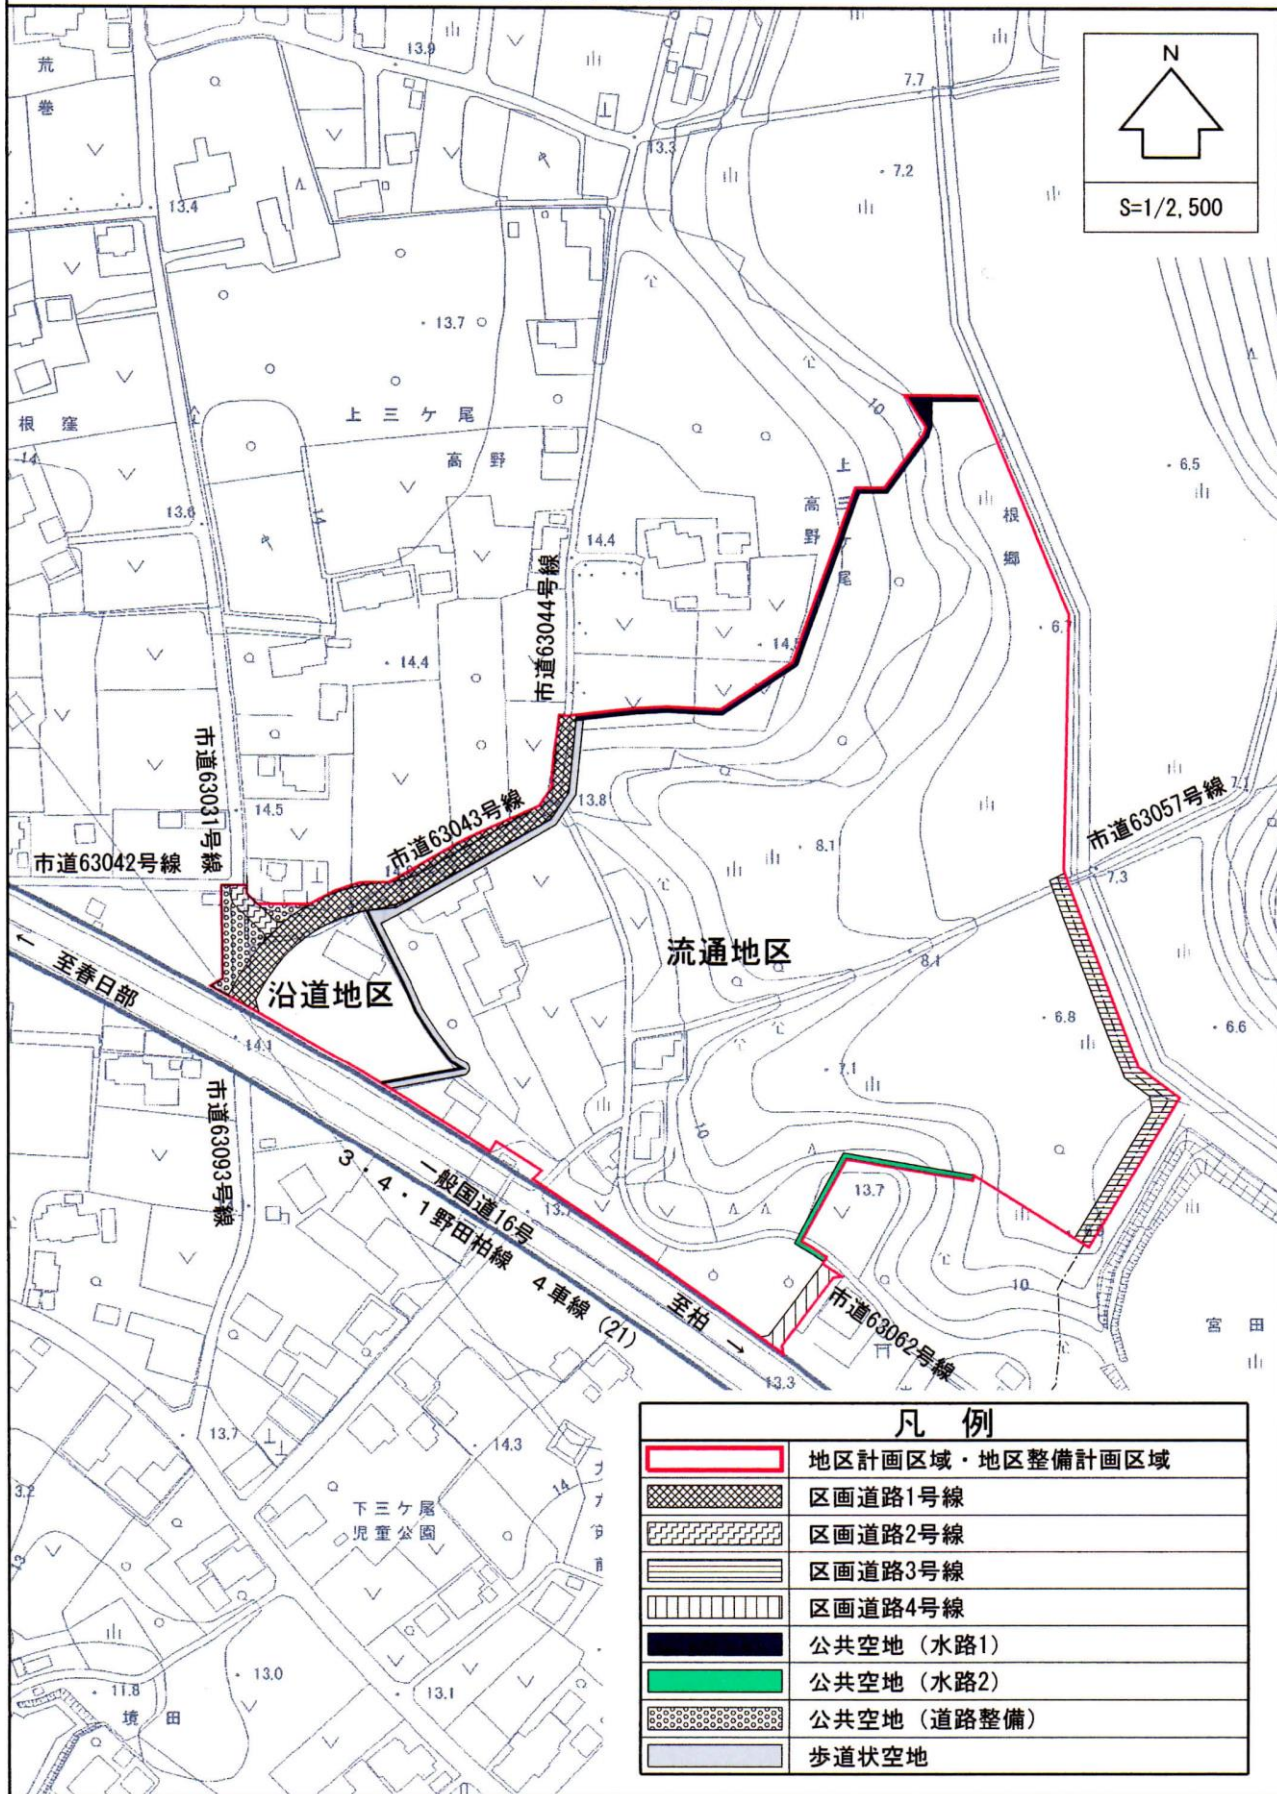 N
S=1/2,500
荒
巻
13.9
7.7
13.3
7.2
13.4
13.7
根 窪
上 三 ケ 尾
高 野
10
14
13.6
14
14.4
上
三
ケ
尾
高
野
根
郷
6.5
市道63044号線
14.4
6.7
市道63031号線
14.5
市道63043号線
13.8
市道63042号線
8.1
市道63057号線
7.1
7.3
流通地区
8.1
沿道地区
← 至春日部
14.1
6.8
6.6
7.1
10
市道63093号線
一般国道16号
3・4・1野田柏線 4車線 (21)
13.7
至柏 →
市道63062号線
10
宮 田
13.3
13.7
14.3
14
下三ケ尾
児童公園
13
13.0
11.8
13.1
境 田
凡 例
地区計画区域・地区整備計画区域
区画道路1号線
区画道路2号線
区画道路3号線
区画道路4号線
公共空地（水路1）
公共空地（水路2）
公共空地（道路整備）
歩道状空地